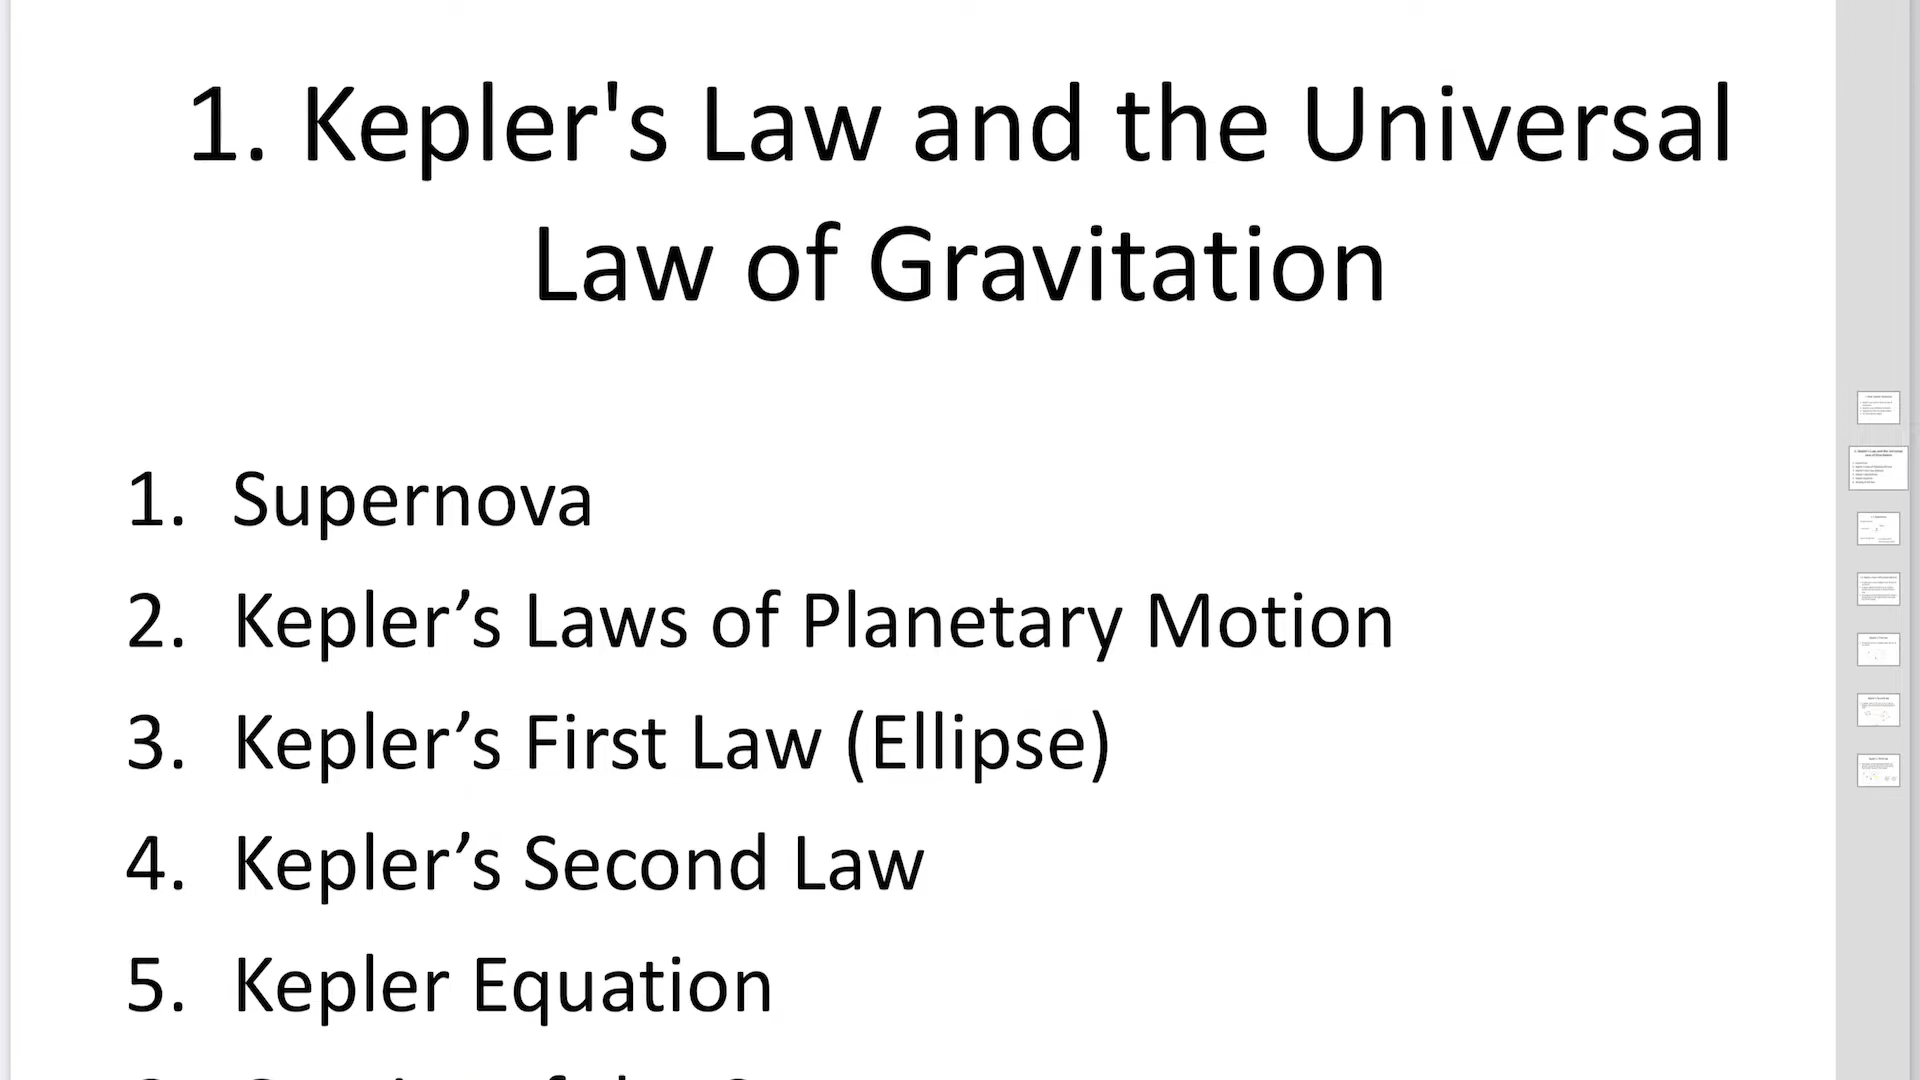 1. Kepler's Law and the Universal
Law of Gravitation
1. Supernova
2. Kepler’s Laws of Planetary Motion
3. Kepler’s First Law (Ellipse)
4. Kepler’s Second Law
5. Kepler Equation